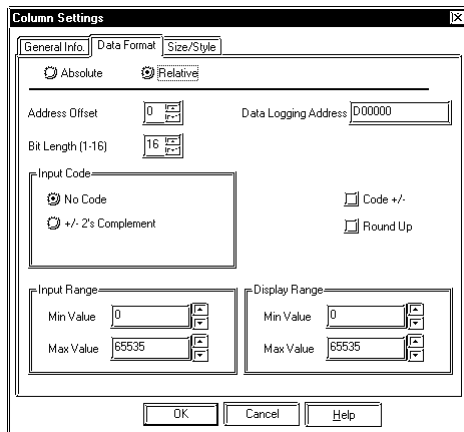 Column Settings
General Info. Data Format Size/Style
Absolute Relative
Address Offset 0 Data Logging Address D00000
Bit Length (1-16) 16
Input Code
No Code Code +/-
+/- 2's Complement Round Up
Input Range Display Range
Min Value 0 Min Value 0
Max Value 65535 Max Value 65535
OK Cancel Help